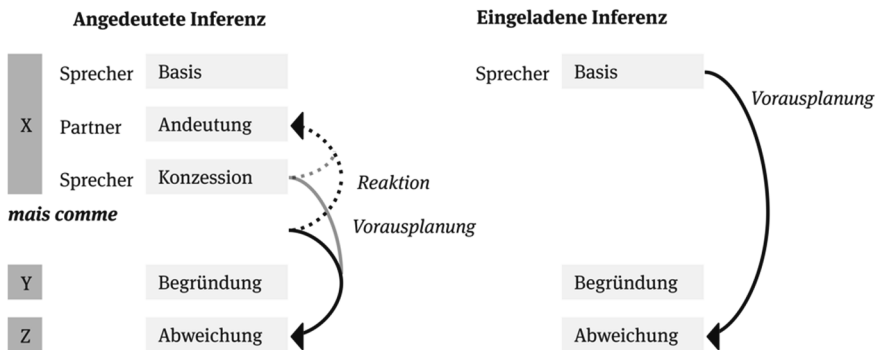 Angedeutete Inferenz
Eingeladene Inferenz
X
Sprecher Basis
Sprecher Basis
Vorausplanung
Partner Andeutung
Sprecher Konzession
Reaktion
mais comme
Vorausplanung
Y
Begründung
Begründung
Z
Abweichung
Abweichung